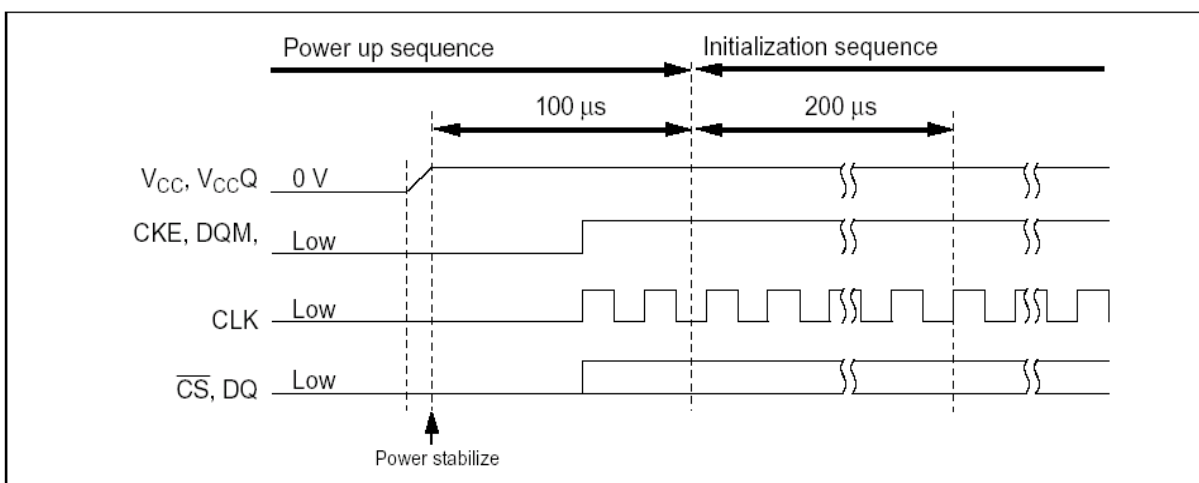 Power up sequence
Initialization sequence
100 μs
200 μs
VCC, VCCQ 0 V
CKE, DQM, Low
CLK Low
C̅S̅, DQ Low
Power stabilize